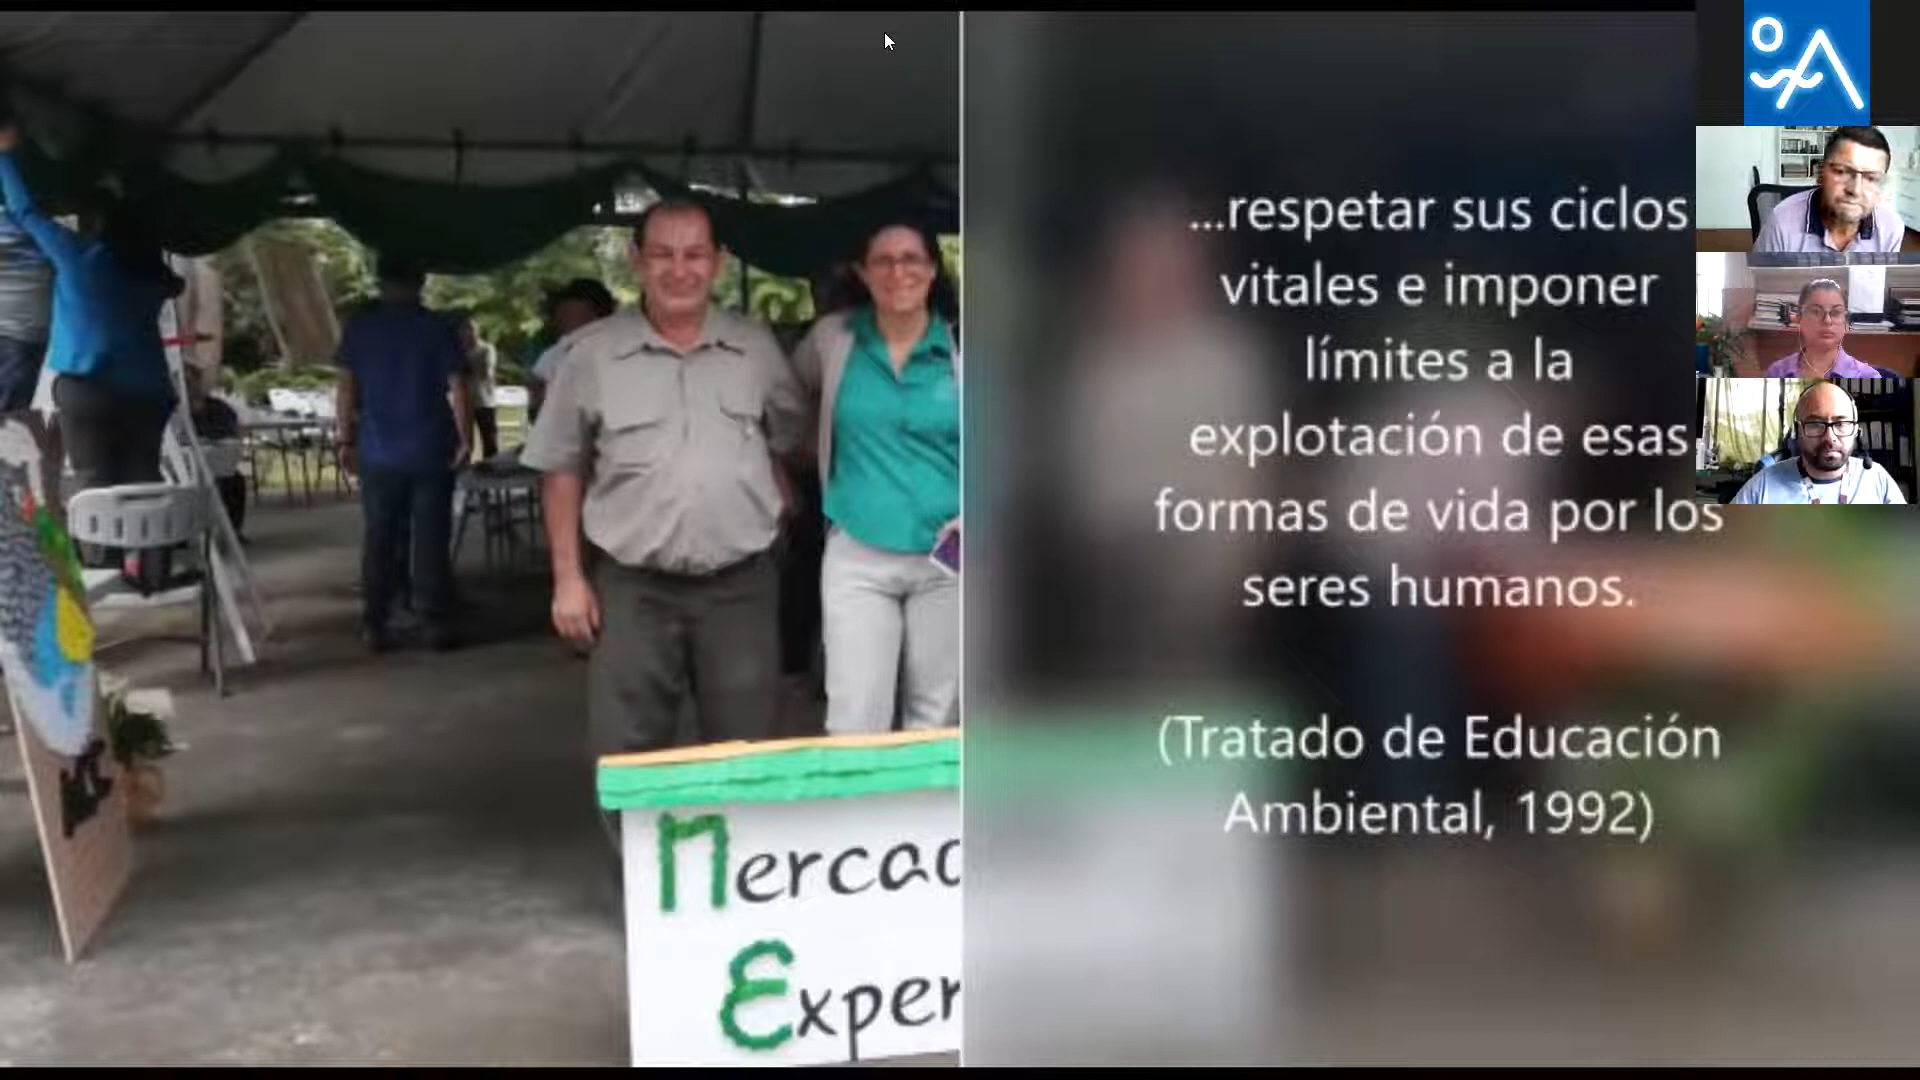 ...respetar sus ciclos
vitales e imponer
límites a la
explotación de esas
formas de vida por los
seres humanos.
(Tratado de Educación
Ambiental, 1992)
Mercad
Exper